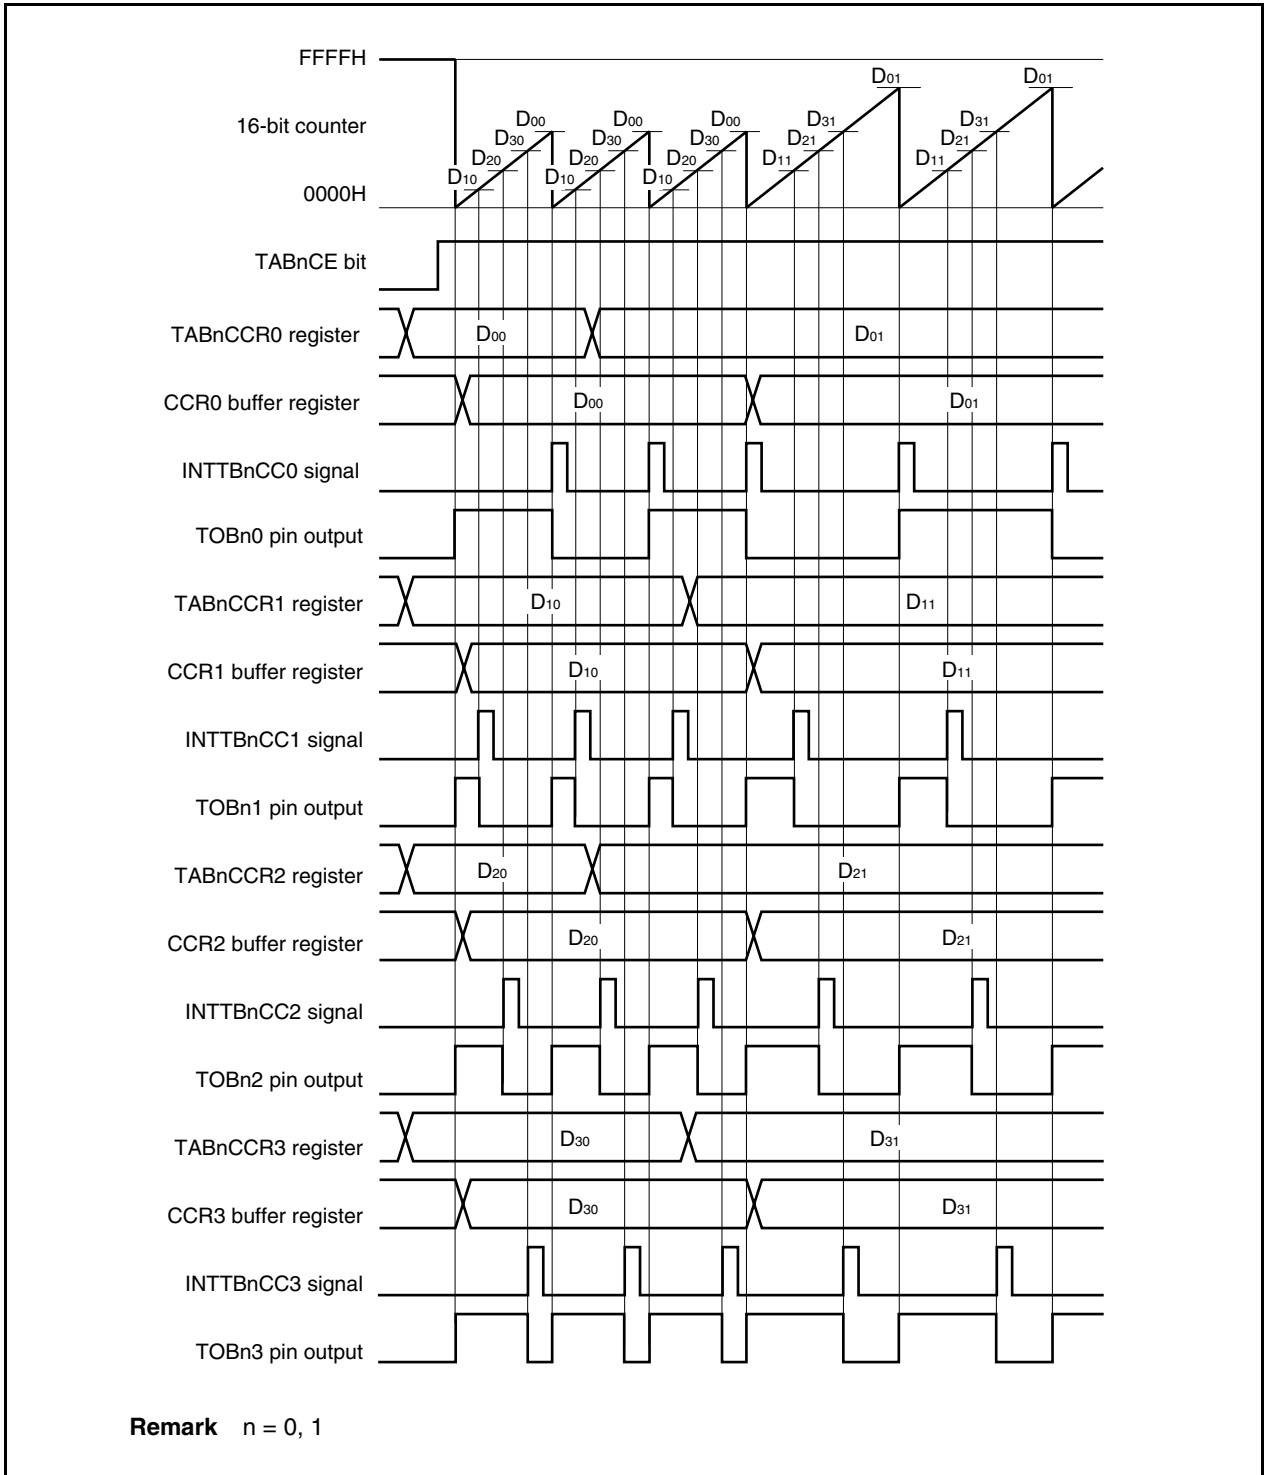 FFFFH
D01 D01
16-bit counter
D00 D00 D00 D31 D31
D30 D30 D30 D21 D21
D20 D20 D20 D11 D11
D10 D10 D10
0000H
TABnCE bit
TABnCCR0 register D00 D01
CCR0 buffer register D00 D01
INTTBnCC0 signal
TOBn0 pin output
TABnCCR1 register D10 D11
CCR1 buffer register D10 D11
INTTBnCC1 signal
TOBn1 pin output
TABnCCR2 register D20 D21
CCR2 buffer register D20 D21
INTTBnCC2 signal
TOBn2 pin output
TABnCCR3 register D30 D31
CCR3 buffer register D30 D31
INTTBnCC3 signal
TOBn3 pin output
Remark n = 0, 1